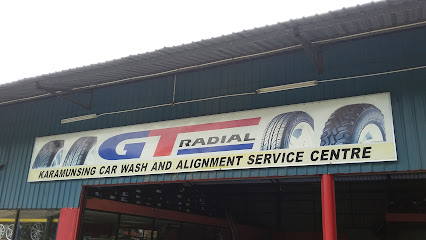 GT RADIAL
KARAMUNSING CAR WASH AND ALIGNMENT SERVICE CENTRE